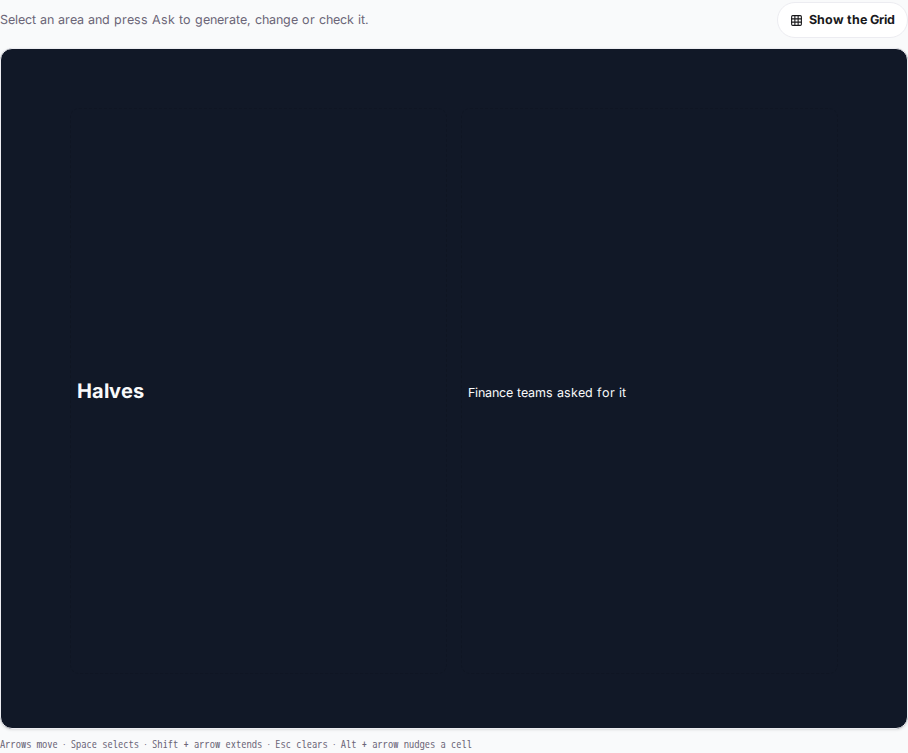 Select an area and press Ask to generate, change or check it.
Show the Grid
Halves
Finance teams asked for it
Arrows move · Space selects · Shift + arrow extends · Esc clears · Alt + arrow nudges a cell